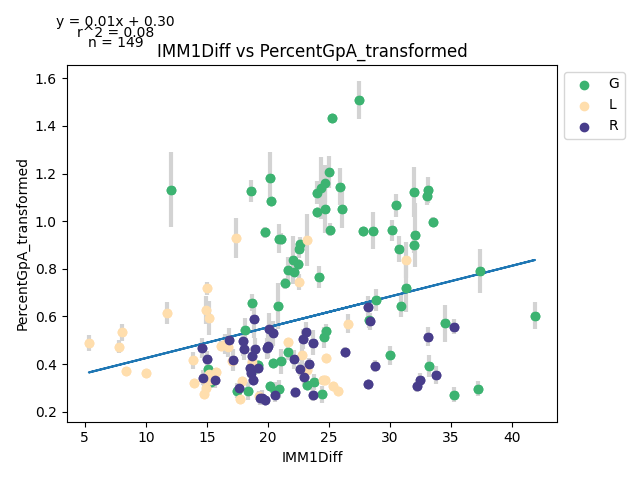 y = 0.01x + 0.30
r^2 = 0.08
n = 149
IMM1Diff vs PercentGpA_transformed
G
L
R
PercentGpA_transformed
1.6
1.4
1.2
1.0
0.8
0.6
0.4
0.2
5 10 15 20 25 30 35 40
IMM1Diff